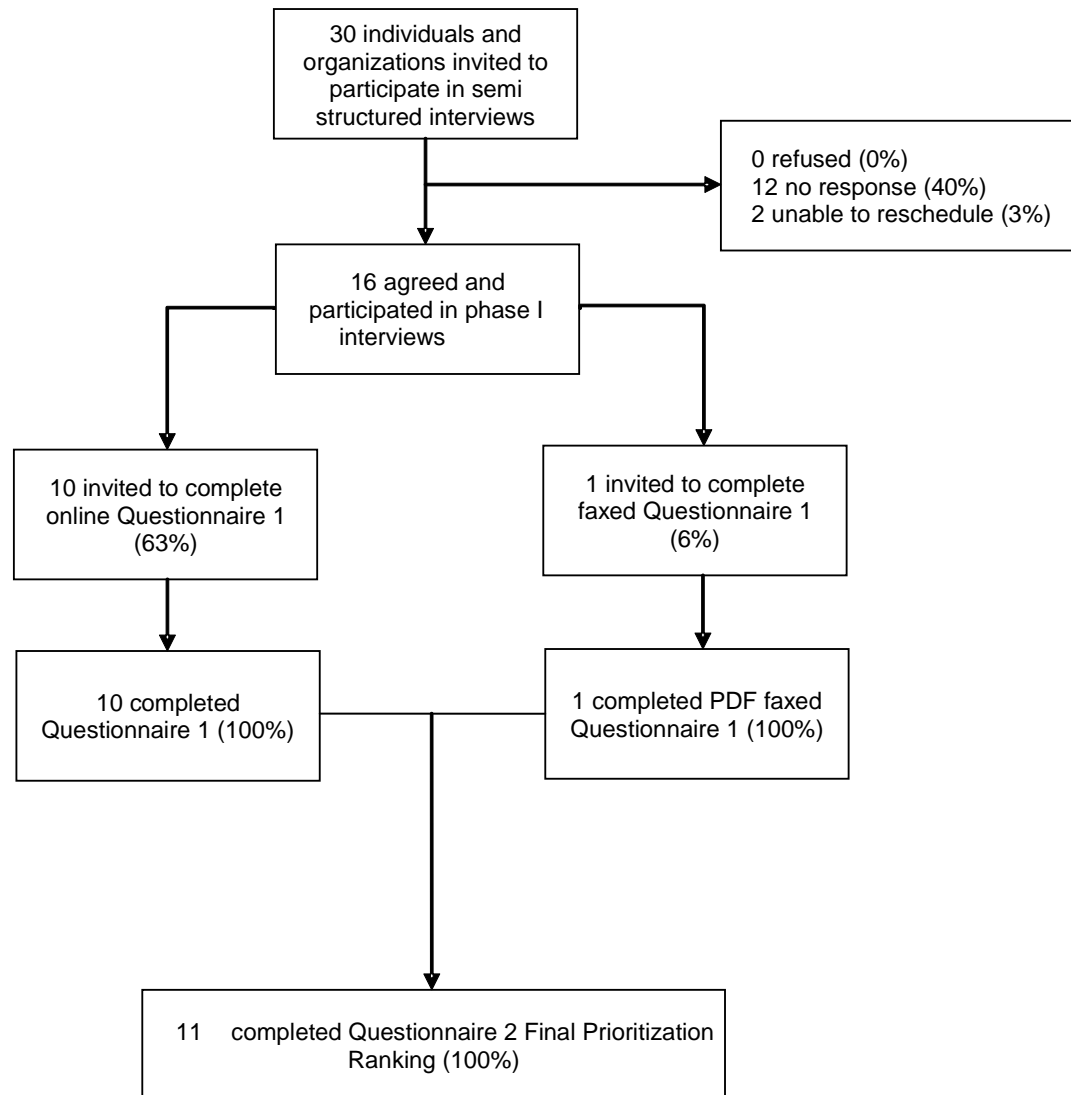 30 individuals and
organizations invited to
participate in semi
structured interviews
0 refused (0%)
12 no response (40%)
2 unable to reschedule (3%)
16 agreed and
participated in phase I
interviews
10 invited to complete
online Questionnaire 1
(63%)
1 invited to complete
faxed Questionnaire 1
(6%)
10 completed
Questionnaire 1 (100%)
1 completed PDF faxed
Questionnaire 1 (100%)
11 completed Questionnaire 2 Final Prioritization
Ranking (100%)